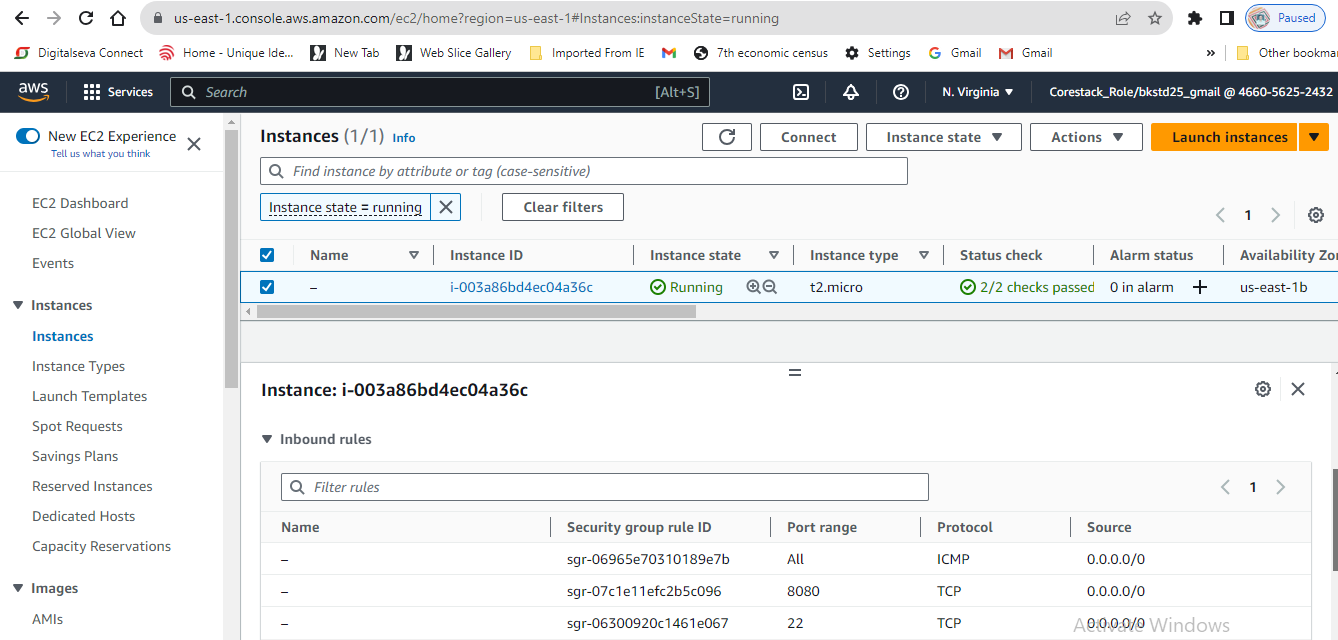 us-east-1.console.aws.amazon.com/ec2/home?region=us-east-1#Instances:instanceState=running
Paused
Digitalseva Connect
Home - Unique Ide...
New Tab
Web Slice Gallery
Imported From IE
7th economic census
Settings
Gmail
Gmail
»
Other bookmar
aws
Services
Search
[Alt+S]
N. Virginia
Corestack_Role/bkstd25_gmail @ 4660-5625-2432
New EC2 Experience
Tell us what you think
EC2 Dashboard
EC2 Global View
Events
Instances
Instances
Instance Types
Launch Templates
Spot Requests
Savings Plans
Reserved Instances
Dedicated Hosts
Capacity Reservations
Images
AMIs
Instances (1/1) Info
Connect
Instance state
Actions
Launch instances
Find instance by attribute or tag (case-sensitive)
Instance state = running
Clear filters
1
Name Instance ID Instance state Instance type Status check Alarm status Availability Zon
– i-003a86bd4ec04a36c Running t2.micro 2/2 checks passed 0 in alarm + us-east-1b
Instance: i-003a86bd4ec04a36c
Inbound rules
Filter rules
1
Name Security group rule ID Port range Protocol Source
– sgr-06965e70310189e7b All ICMP 0.0.0.0/0
– sgr-07c1e11efc2b5c096 8080 TCP 0.0.0.0/0
– sgr-06300920c1461e067 22 TCP 0.0.0.0/0
Activate Windows